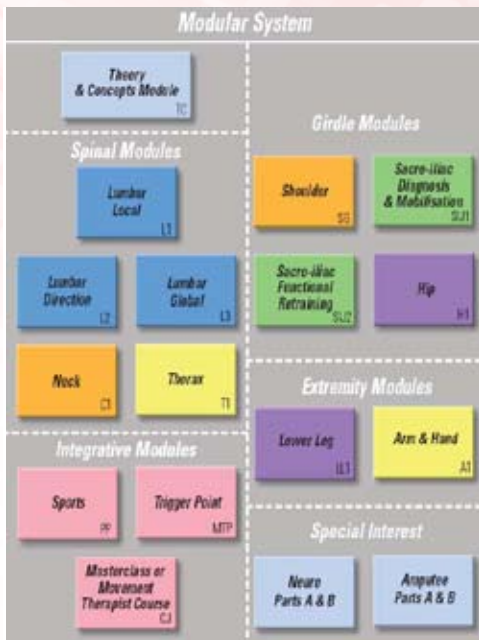 Modular System
Theory
& Concepts Module
TC
Spinal Modules
Lumbar
Local
L1
Lumbar
Direction
L2
Lumbar
Global
L3
Neck
C1
Thorax
T1
Integrative Modules
Sports
PP
Trigger Point
MTP
Masterclass or
Movement
Therapist Course
CJ
Girdle Modules
Shoulder
Sacro-iliac
Diagnosis
& Mobilisation
SIJ1
Sacro-iliac
Functional
Retraining
SIJ2
Hip
H1
Extremity Modules
Lower Leg
LL1
Arm & Hand
A1
Special Interest
Neuro
Parts A & B
Amputee
Parts A & B